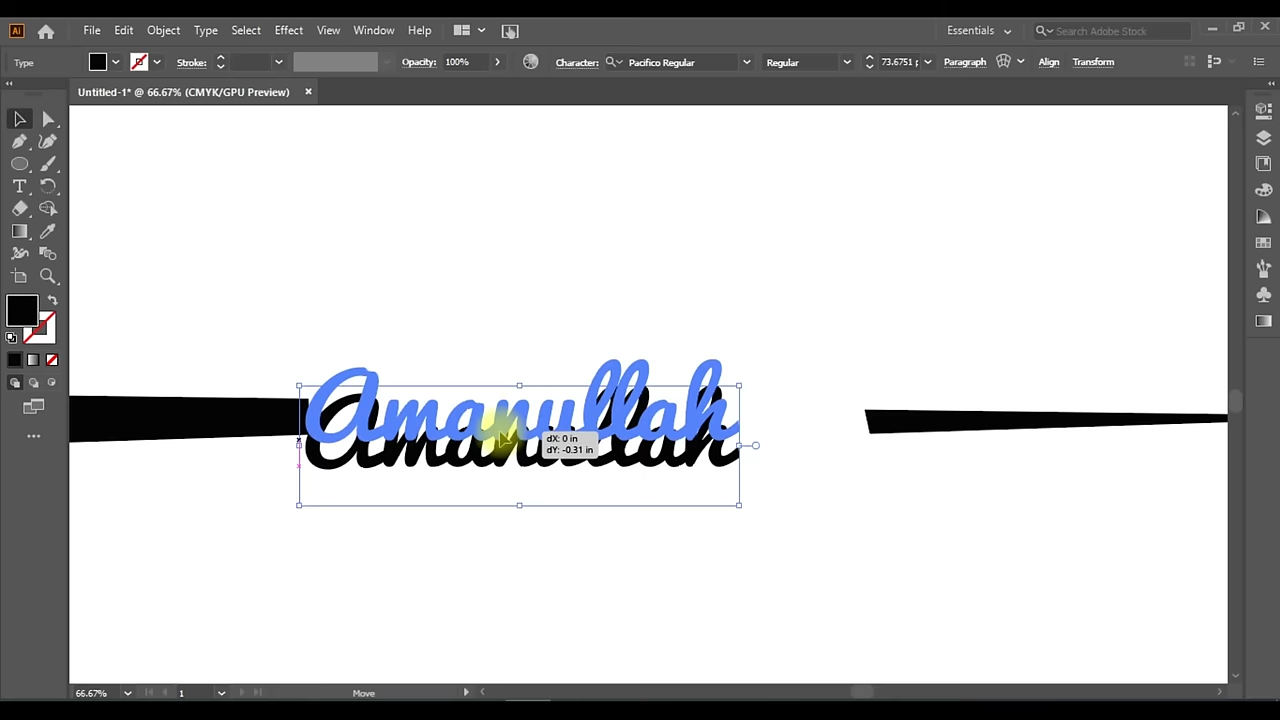 Ai File Edit Object Type Select Effect View Window Help Essentials Search Adobe Stock
Type Stroke: Opacity: 100% Character: Pacifico Regular Regular 73.6751 p Paragraph Align Transform
Untitled-1* @ 66.67% (CMYK/GPU Preview)
Amanullah
Amanullah
dX: 0 in
dY: -0.31 in
66.67% 1 Move